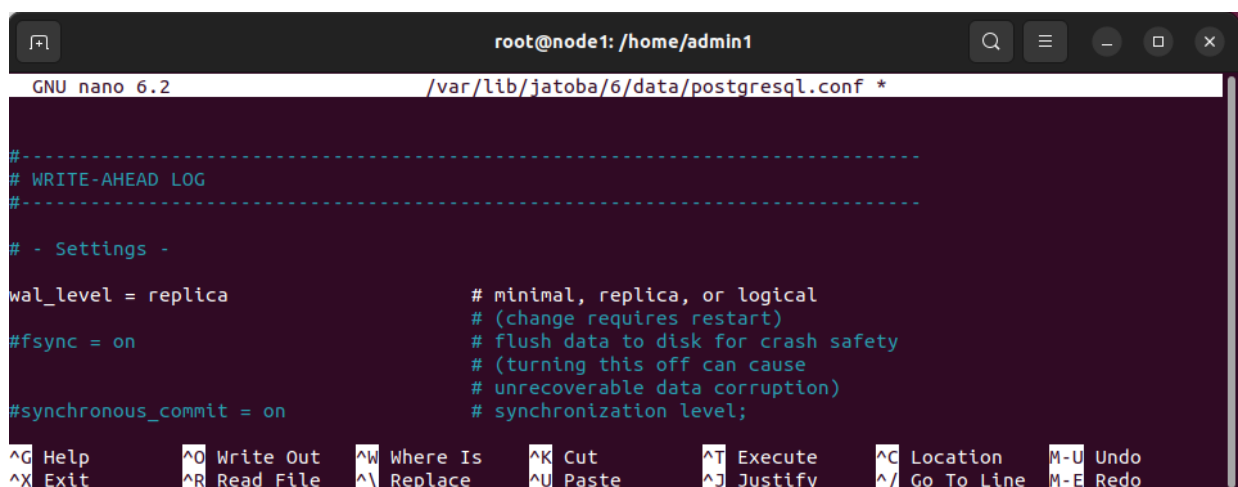 root@node1: /home/admin1
GNU nano 6.2 /var/lib/jatoba/6/data/postgresql.conf *
#------------------------------------------------------------------------------
# WRITE-AHEAD LOG
#------------------------------------------------------------------------------
# - Settings -
wal_level = replica # minimal, replica, or logical
# (change requires restart)
#fsync = on # flush data to disk for crash safety
# (turning this off can cause
# unrecoverable data corruption)
#synchronous_commit = on # synchronization level;
^G Help ^O Write Out ^W Where Is ^K Cut ^T Execute ^C Location M-U Undo
^X Exit ^R Read File ^\ Replace ^U Paste ^J Justify ^/ Go To Line M-E Redo